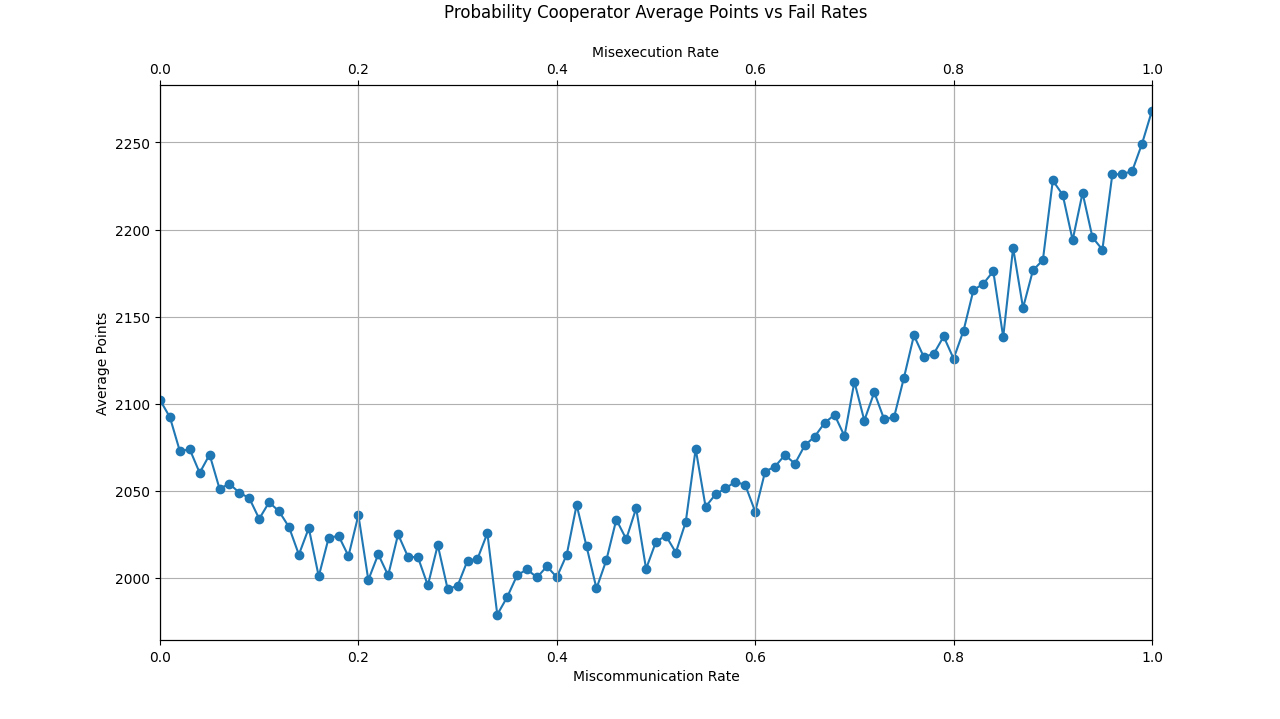 Probability Cooperator Average Points vs Fail Rates
Misexecution Rate
0.0 0.2 0.4 0.6 0.8 1.0
2250
2200
2150
2100
2050
2000
Average Points
0.0 0.2 0.4 0.6 0.8 1.0
Miscommunication Rate